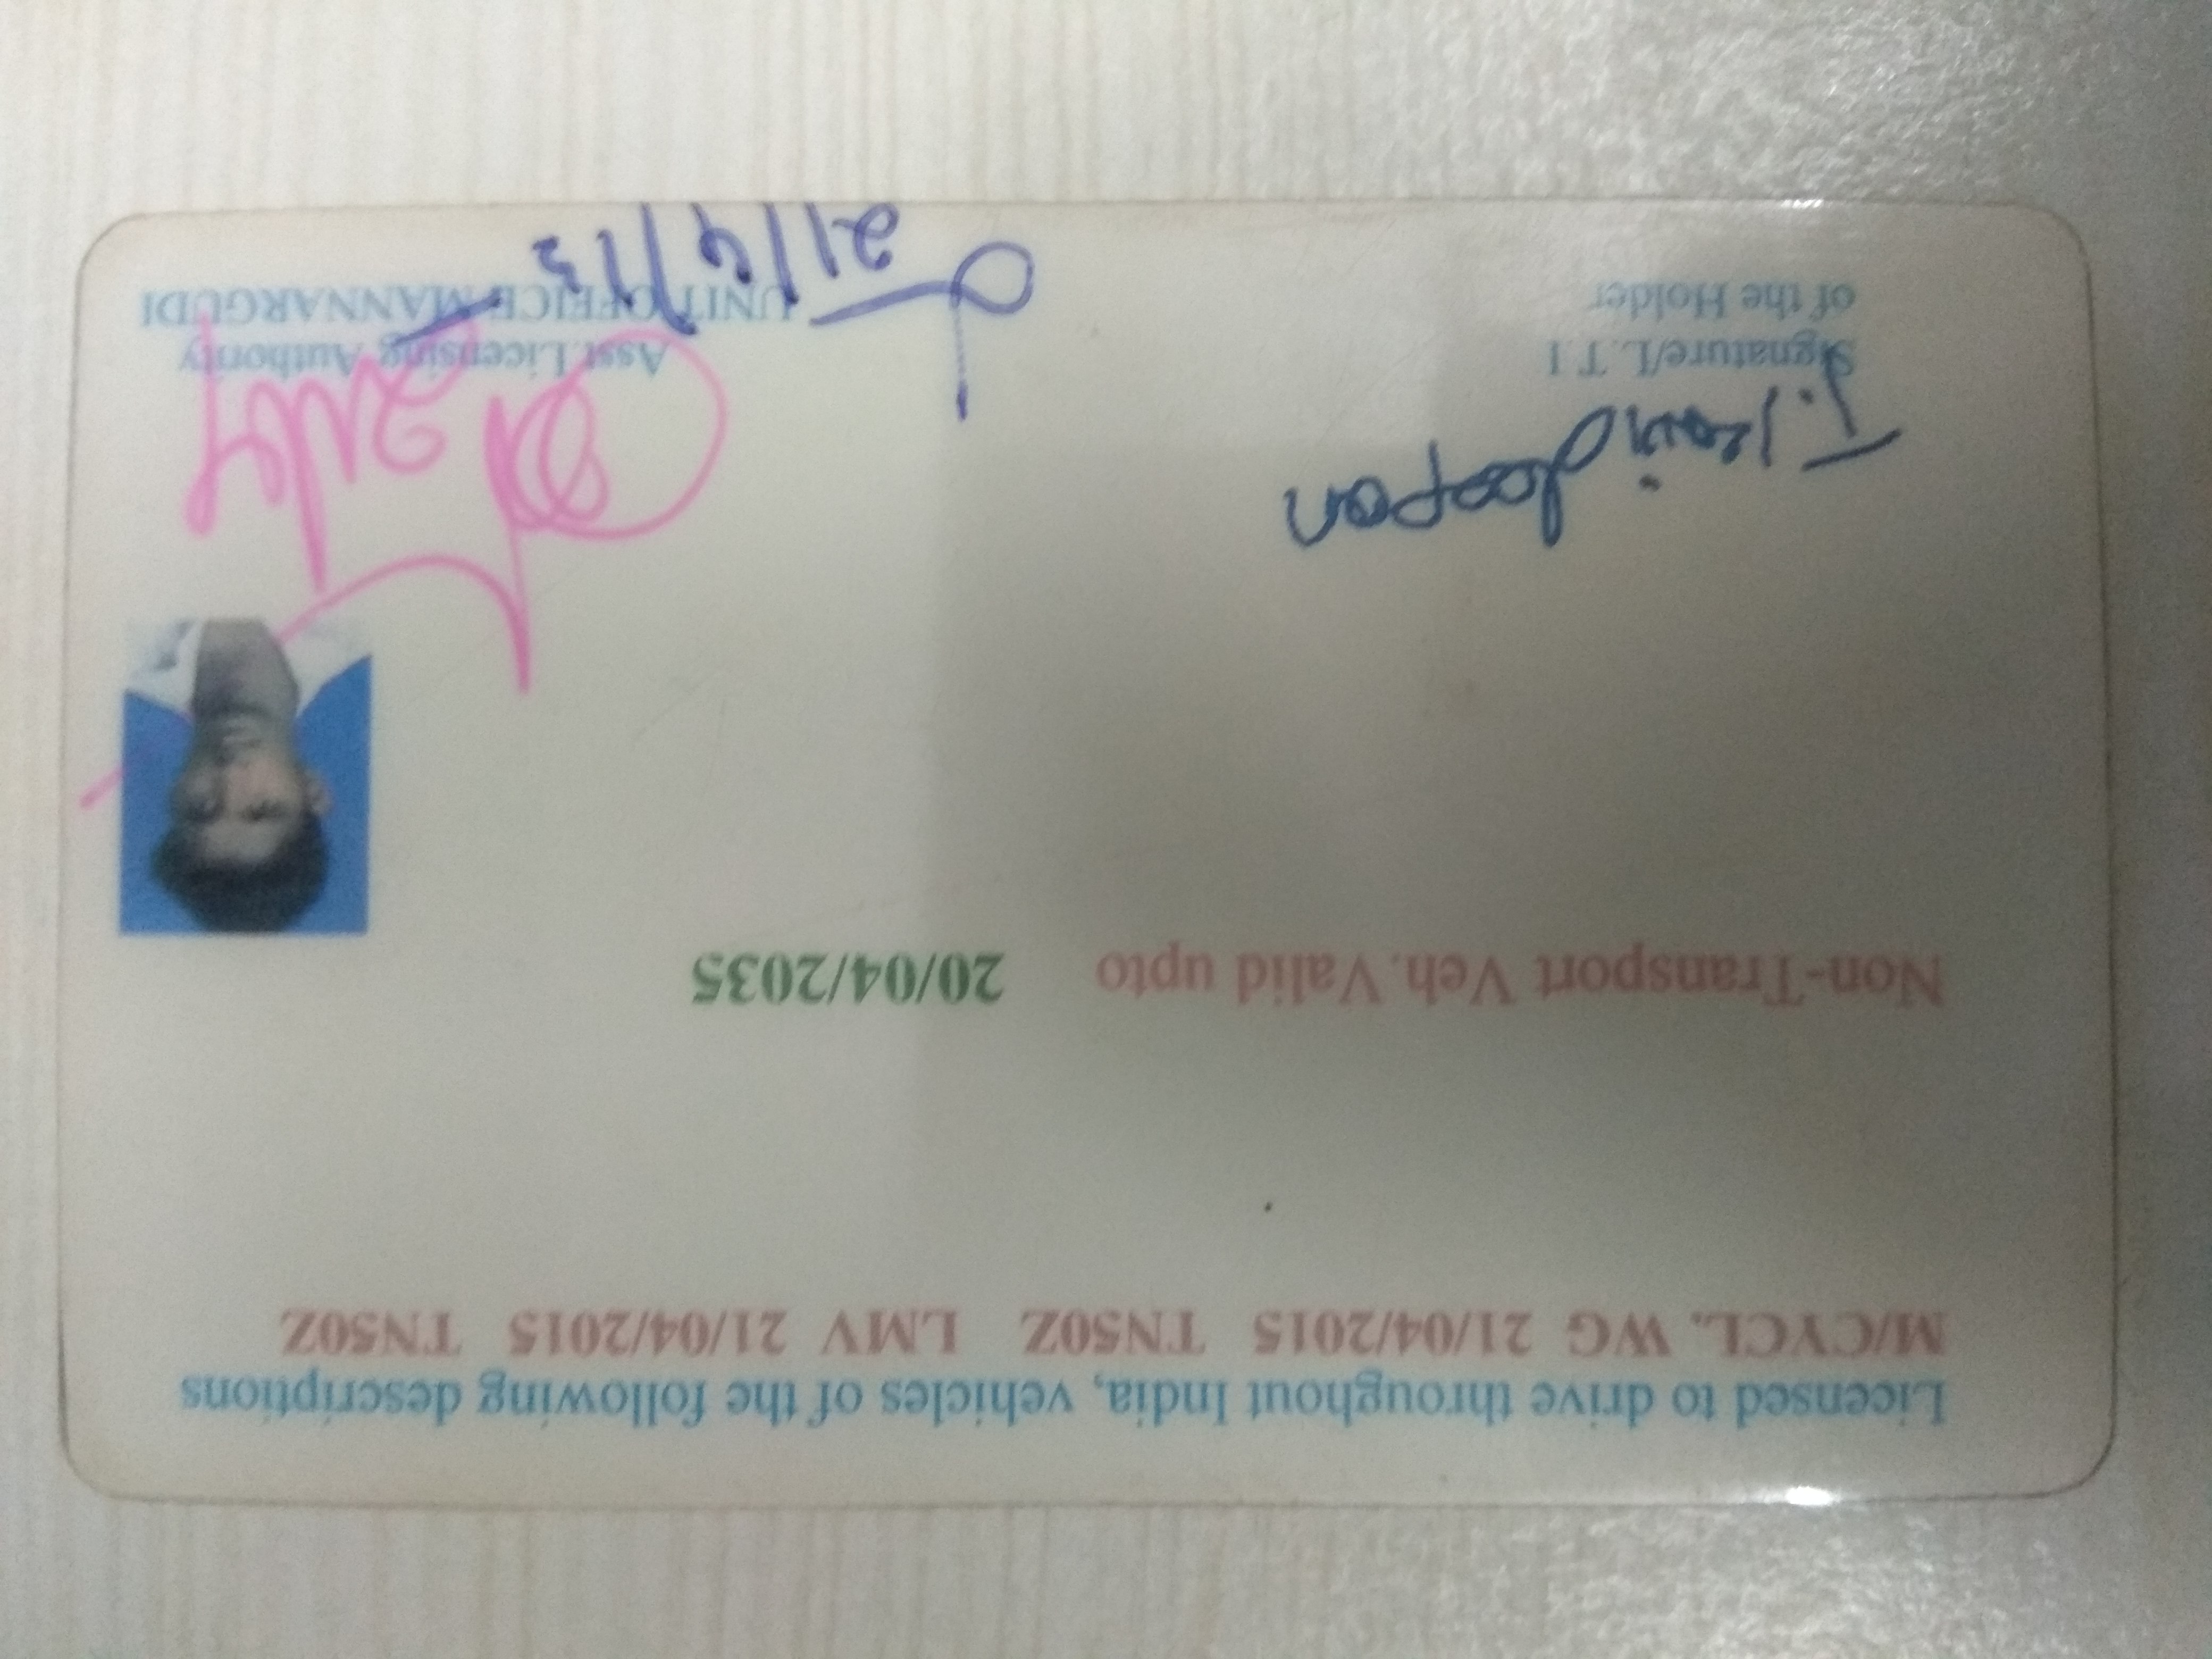 Licensed to drive throughout India, vehicles of the following descriptions
M/CYCL. WG 21/04/2015 TN50Z LMV 21/04/2015 TN50Z
Non-Transport Veh. Valid upto 20/04/2035
Signature/L.T.I
of the Holder
Asst.Licensing Authority
UNIT OFFICE MANNARGUDI